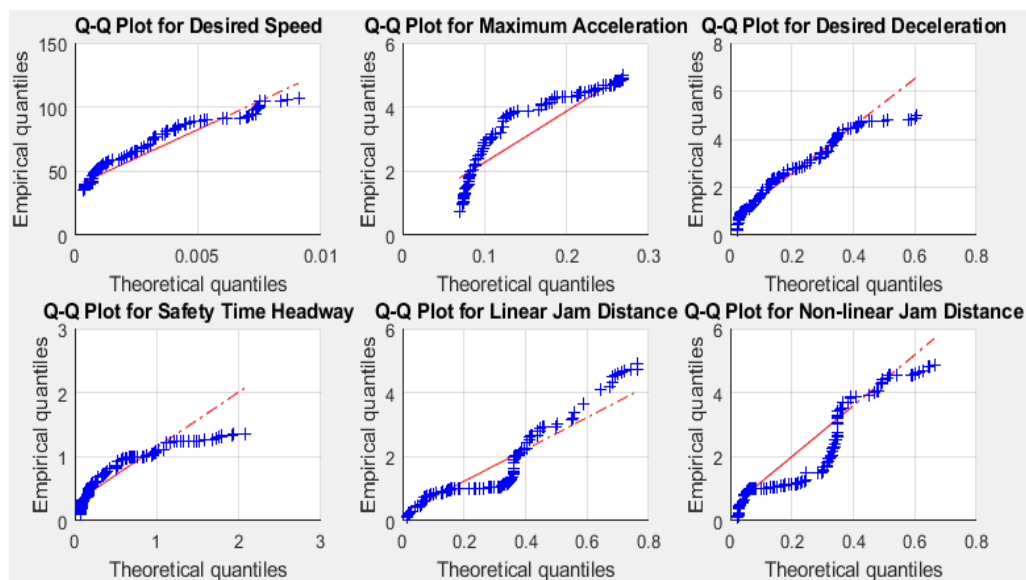 Q-Q Plot for Desired Speed
150
100
50
0
0
0.005
0.01
Empirical quantiles
Theoretical quantiles
Q-Q Plot for Maximum Acceleration
6
4
2
0
0
0.1
0.2
0.3
Empirical quantiles
Theoretical quantiles
Q-Q Plot for Desired Deceleration
8
6
4
2
0
0
0.2
0.4
0.6
0.8
Empirical quantiles
Theoretical quantiles
Q-Q Plot for Safety Time Headway
3
2
1
0
0
1
2
3
Empirical quantiles
Theoretical quantiles
Q-Q Plot for Linear Jam Distance
6
4
2
0
0
0.2
0.4
0.6
0.8
Empirical quantiles
Theoretical quantiles
Q-Q Plot for Non-linear Jam Distance
6
4
2
0
0
0.2
0.4
0.6
0.8
Empirical quantiles
Theoretical quantiles